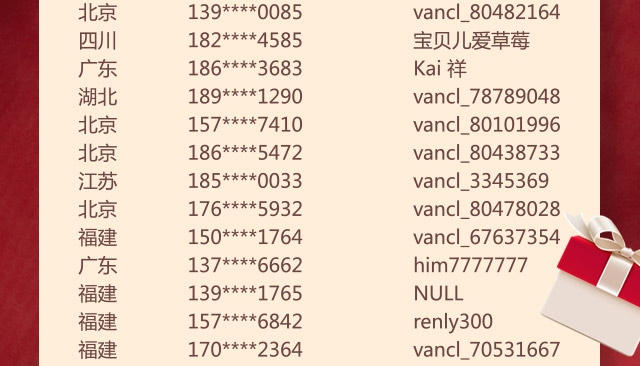 北京 139****0085 vancl_80482164
四川 182****4585 宝贝儿爱草莓
广东 186****3683 Kai 祥
湖北 189****1290 vancl_78789048
北京 157****7410 vancl_80101996
北京 186****5472 vancl_80438733
江苏 185****0033 vancl_3345369
北京 176****5932 vancl_80478028
福建 150****1764 vancl_67637354
广东 137****6662 him7777777
福建 139****1765 NULL
福建 157****6842 renly300
福建 170****2364 vancl_70531667